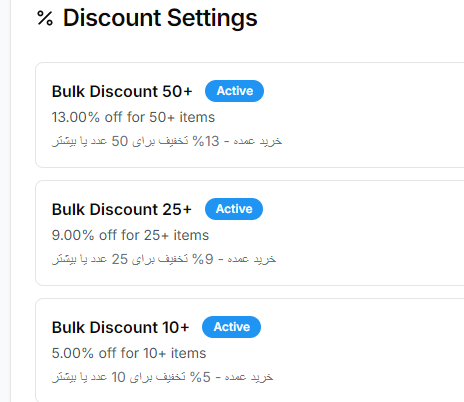 % Discount Settings
Bulk Discount 50+ Active
13.00% off for 50+ items
خرید عمده - 13% تخفیف برای 50 عدد یا بیشتر
Bulk Discount 25+ Active
9.00% off for 25+ items
خرید عمده - 9% تخفیف برای 25 عدد یا بیشتر
Bulk Discount 10+ Active
5.00% off for 10+ items
خرید عمده - 5% تخفیف برای 10 عدد یا بیشتر